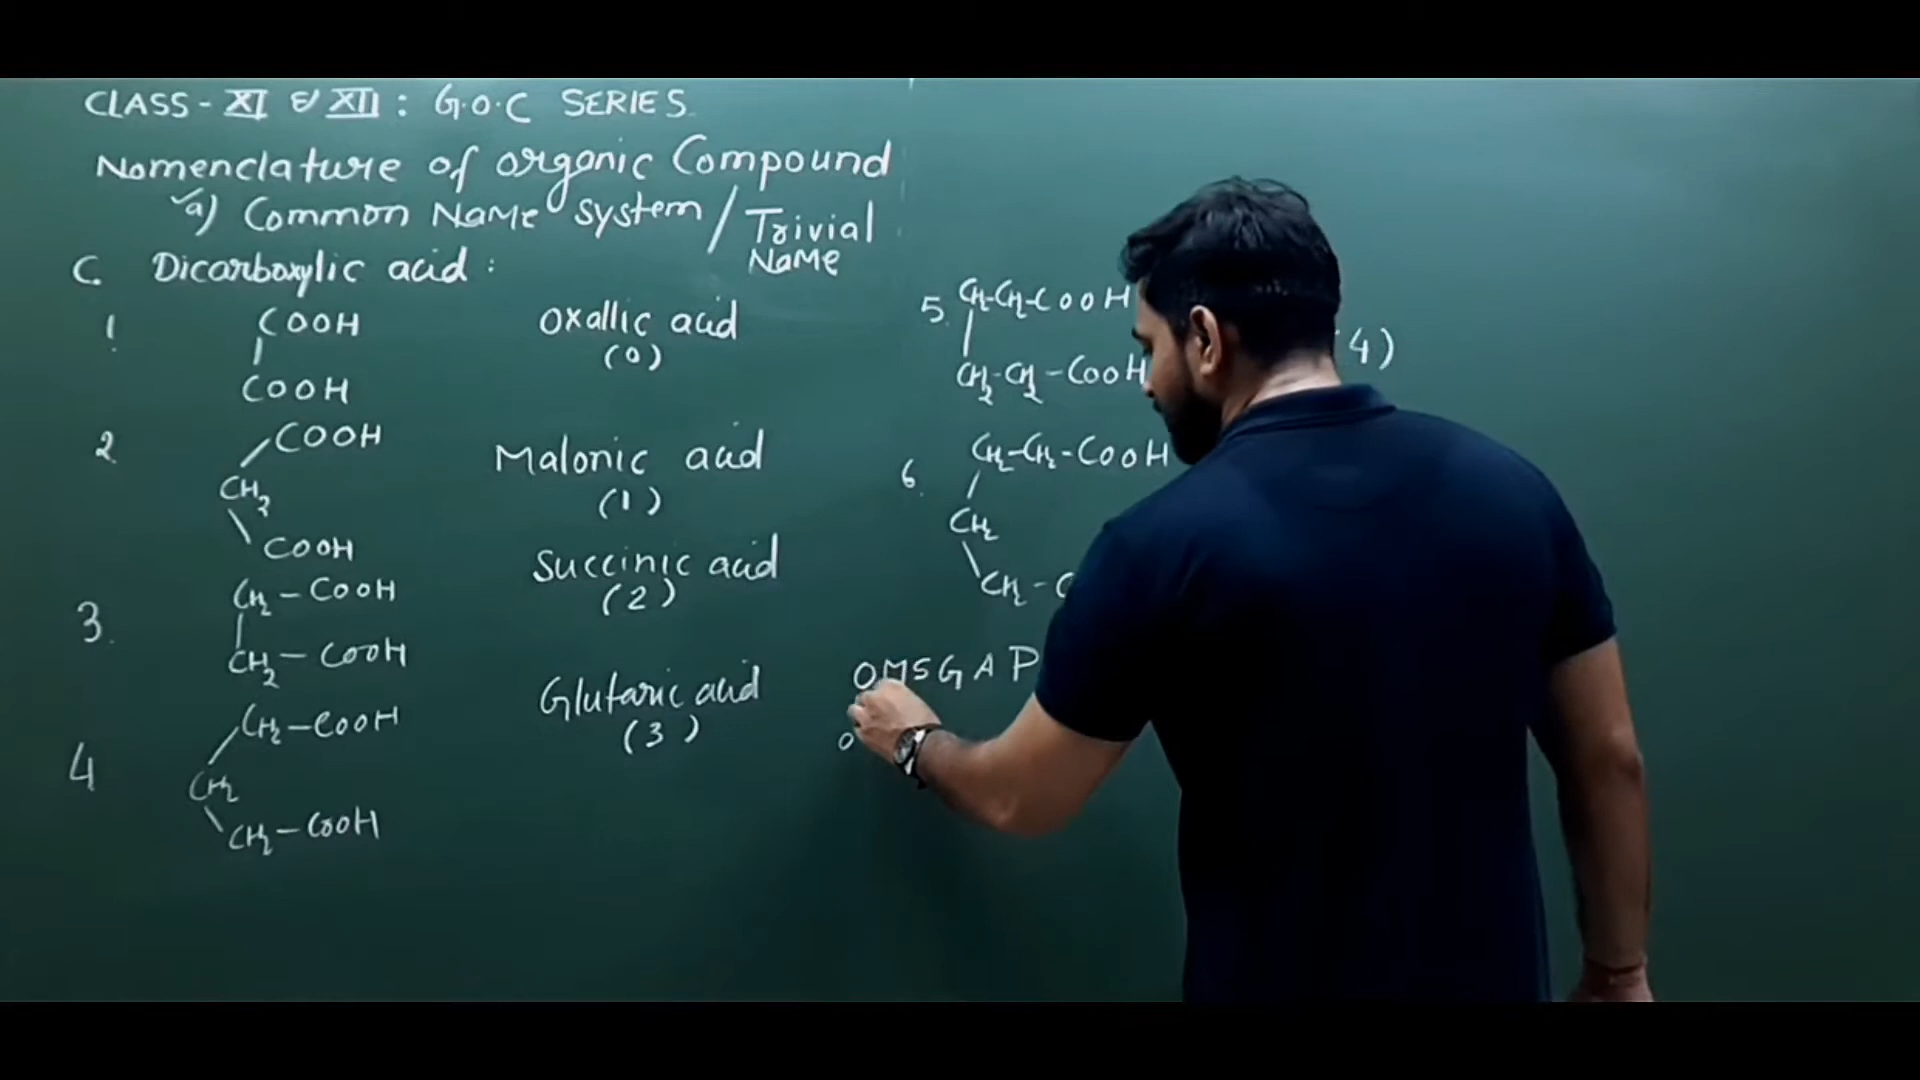 CLASS - XI & XII : G.O.C SERIES
Nomenclature of organic Compound
a) Common Name System / Trivial Name
C. Dicarboxylic acid :
1. COOH
COOH
Oxallic acid
(0)
2. COOH
CH2
COOH
Malonic acid
(1)
3. CH2 - COOH
CH2 - COOH
Succinic acid
(2)
4 CH2 - COOH
CH2
CH2 - COOH
Glutaric acid
(3)
5. CH2-CH2-COOH
CH2-CH2-COOH
4)
6. CH2-CH2-COOH
CH2
CH2 -
OMSGAP
0